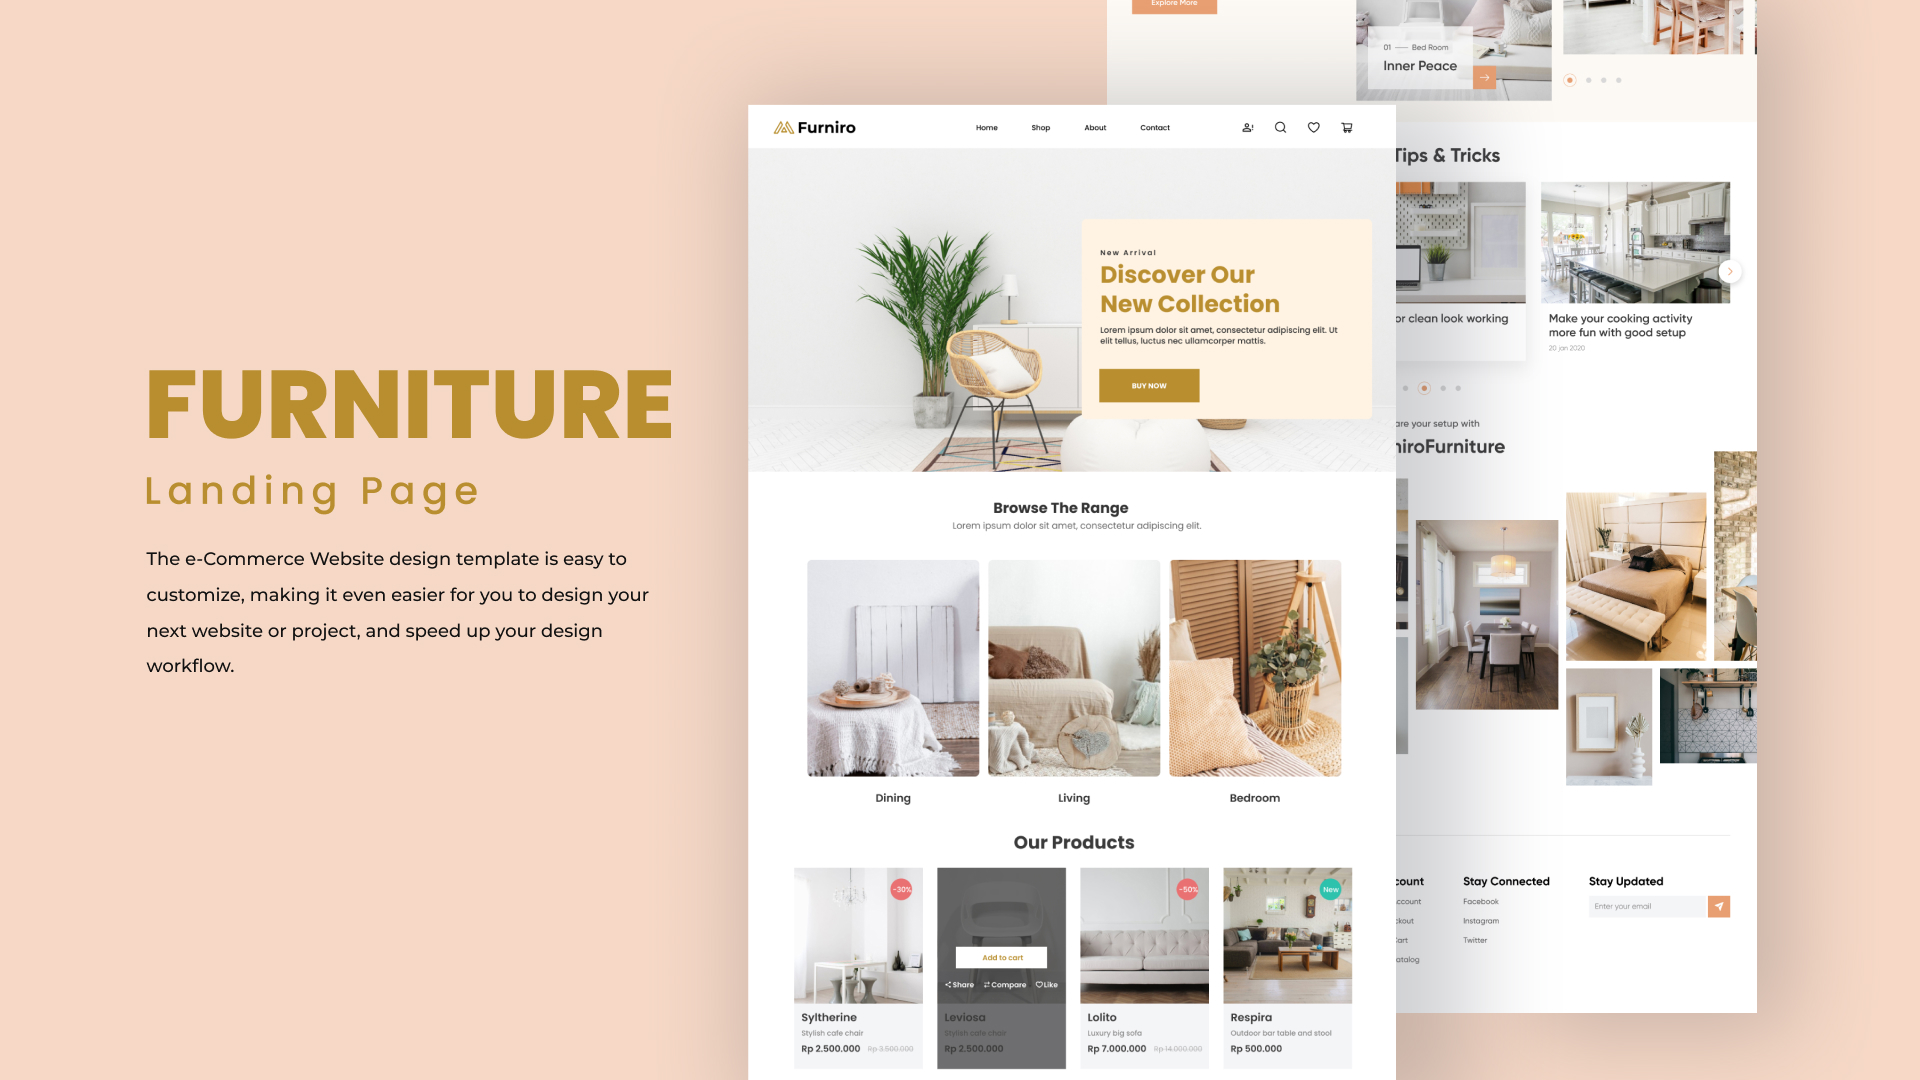 FURNITURE
Landing Page
The e-Commerce Website design template is easy to
customize, making it even easier for you to design your
next website or project, and speed up your design
workflow.
Furniro
Home Shop About Contact
New Arrival
Discover Our
New Collection
Lorem ipsum dolor sit amet, consectetur adipiscing elit. Ut
elit tellus, luctus nec ullamcorper mattis.
BUY NOW
Browse The Range
Lorem ipsum dolor sit amet, consectetur adipiscing elit.
Dining
Living
Bedroom
Our Products
-30%
Syltherine
Stylish cafe chair
Rp 2.500.000 Rp 3.500.000
Add to cart
Share Compare Like
Leviosa
Stylish cafe chair
Rp 2.500.000
-50%
Lolito
Luxury big sofa
Rp 7.000.000 Rp 14.000.000
New
Respira
Outdoor bar table and stool
Rp 500.000
Explore More
01 Bed Room
Inner Peace
Tips & Tricks
or clean look working
Make your cooking activity
more fun with good setup
20 jan 2020
are your setup with
niroFurniture
count
ccount
ckout
Cart
atalog
Stay Connected
Facebook
Instagram
Twitter
Stay Updated
Enter your email